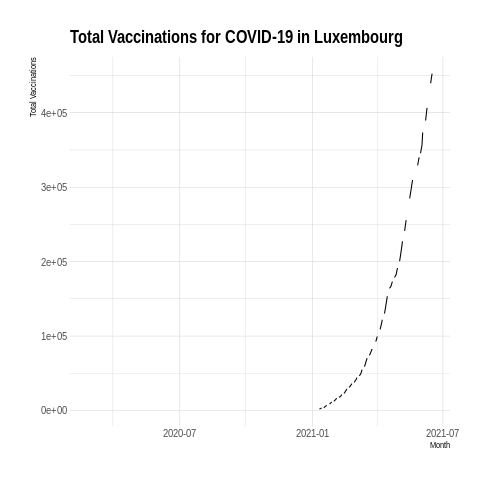 Total Vaccinations for COVID-19 in Luxembourg
Total Vaccinations
4e+05
3e+05
2e+05
1e+05
0e+00
2020-07
2021-01
2021-07
Month